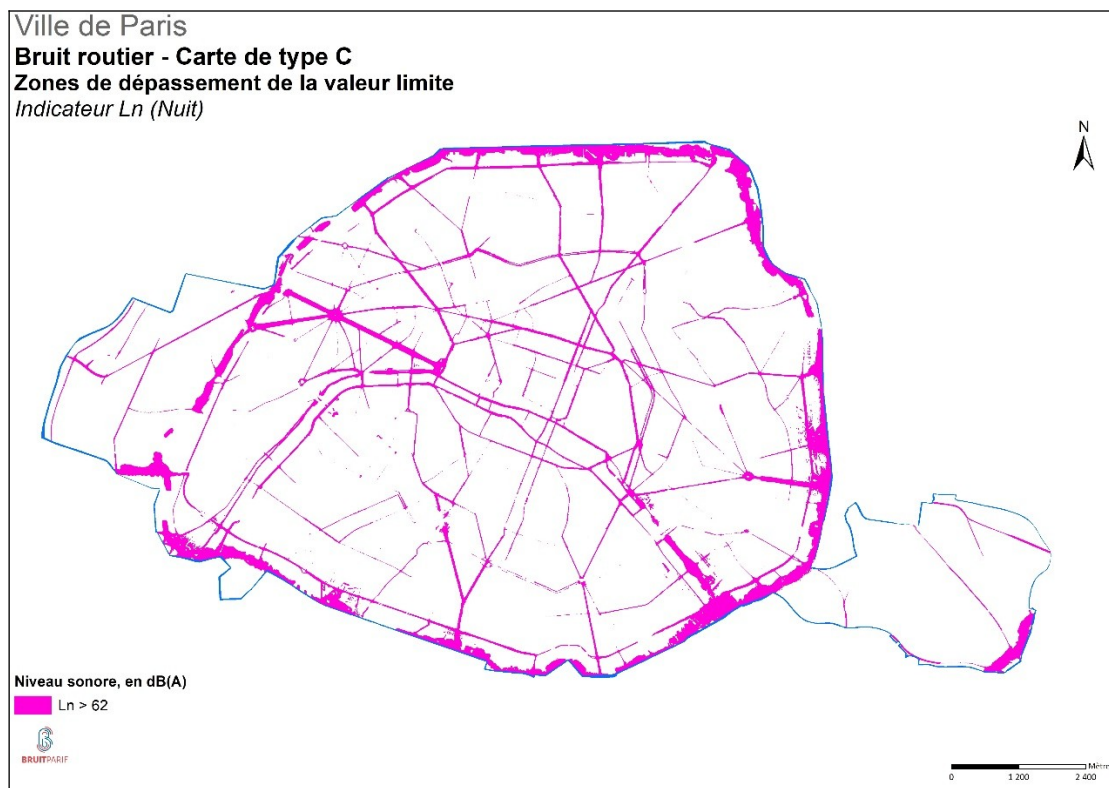 Ville de Paris
Bruit routier - Carte de type C
Zones de dépassement de la valeur limite
Indicateur Ln (Nuit)
N
Niveau sonore, en dB(A)
Ln > 62
BRUITPARIF
Mètres
0 1 200 2 400